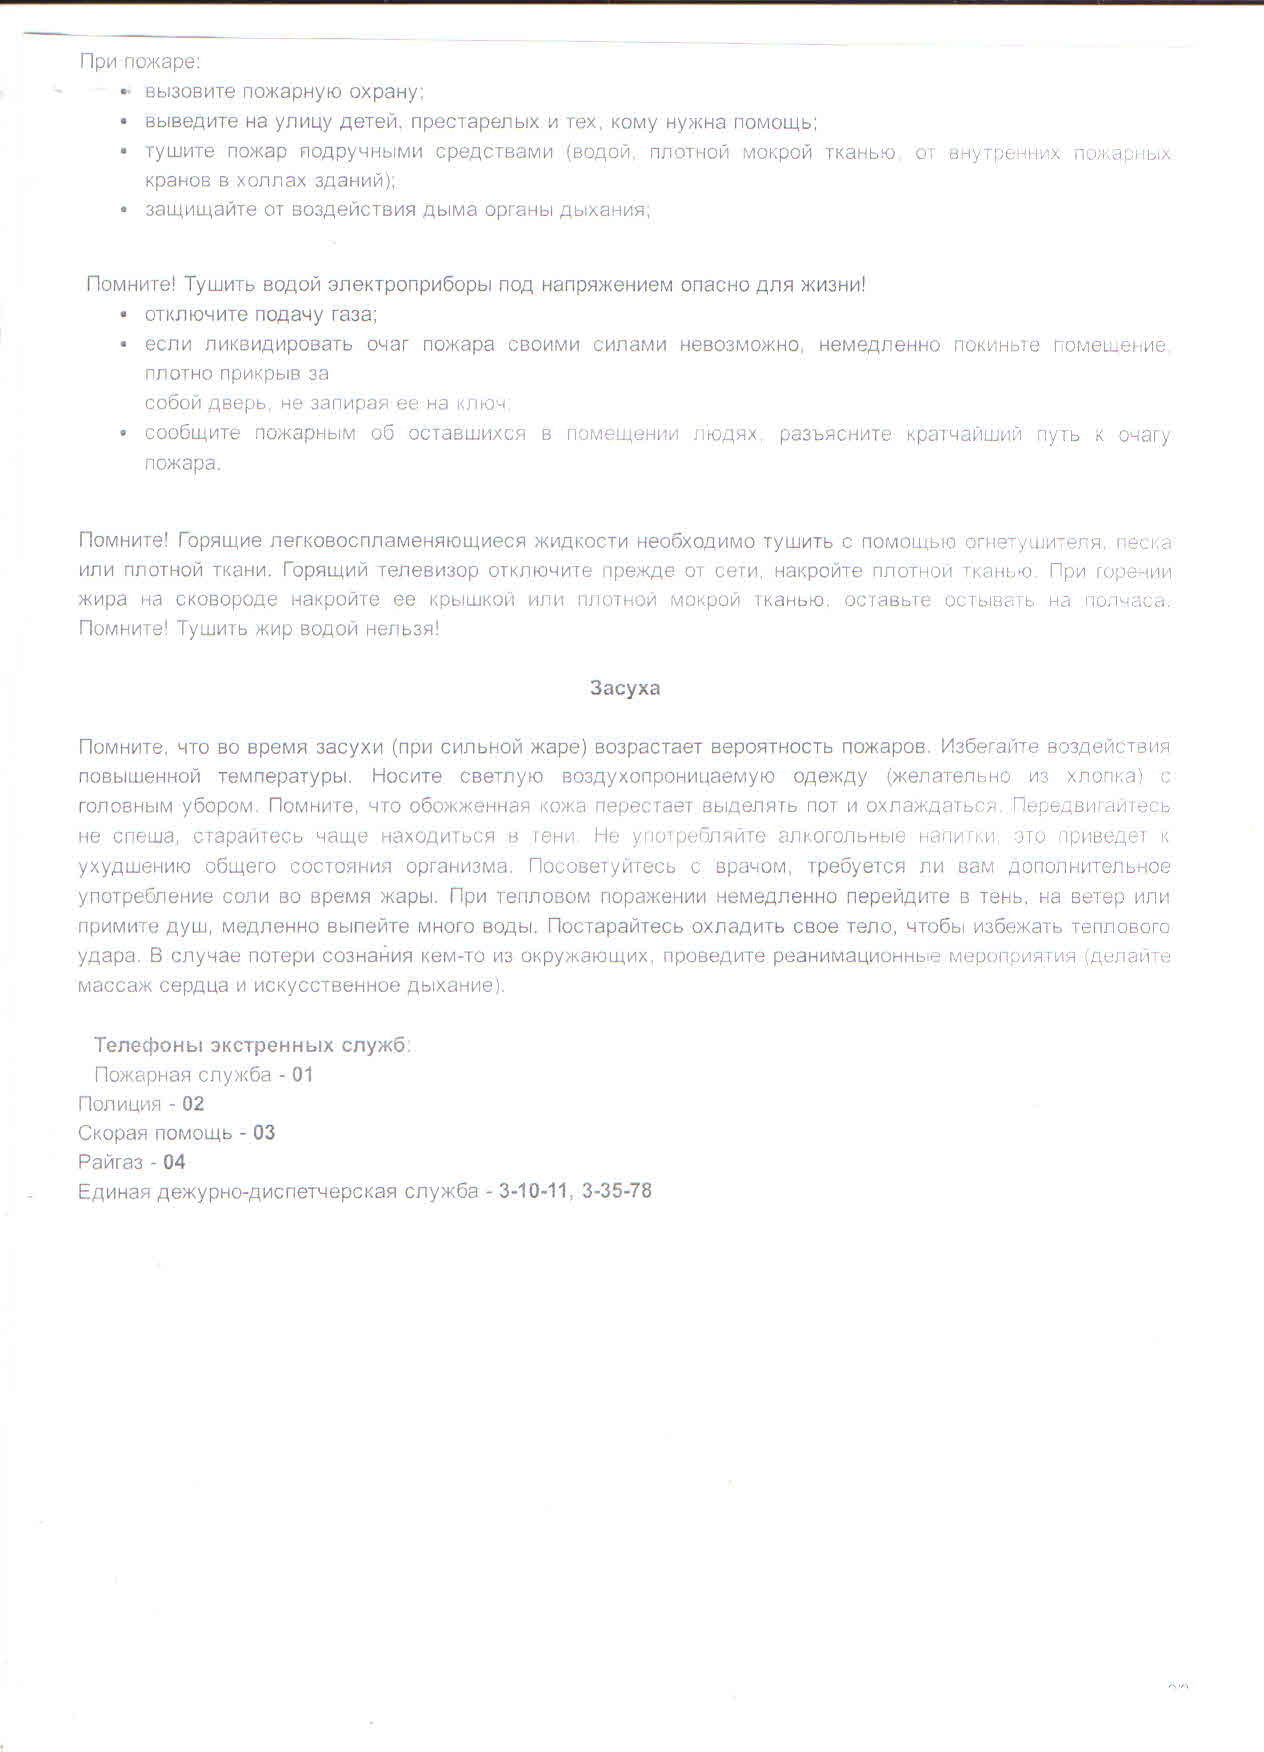 При пожаре:
• вызовите пожарную охрану;
• выведите на улицу детей, престарелых и тех, кому нужна помощь;
• тушите пожар подручными средствами (водой, плотной мокрой тканью, от внутренних пожарных
кранов в холлах зданий);
• защищайте от воздействия дыма органы дыхания;
Помните! Тушить водой электроприборы под напряжением опасно для жизни!
• отключите подачу газа;
• если ликвидировать очаг пожара своими силами невозможно, немедленно покиньте помещение,
плотно прикрыв за
собой дверь, не запирая ее на ключ;
• сообщите пожарным об оставшихся в помещении людях, разъясните кратчайший путь к очагу
пожара.
Помните! Горящие легковоспламеняющиеся жидкости необходимо тушить с помощью огнетушителя, песка
или плотной ткани. Горящий телевизор отключите прежде от сети, накройте плотной тканью. При горении
жира на сковороде накройте ее крышкой или плотной мокрой тканью, оставьте остывать на полчаса.
Помните! Тушить жир водой нельзя!
Засуха
Помните, что во время засухи (при сильной жаре) возрастает вероятность пожаров. Избегайте воздействия
повышенной температуры. Носите светлую воздухопроницаемую одежду (желательно из хлопка) с
головным убором. Помните, что обожженная кожа перестает выделять пот и охлаждаться. Передвигайтесь
не спеша, старайтесь чаще находиться в тени. Не употребляйте алкогольные напитки, это приведет к
ухудшению общего состояния организма. Посоветуйтесь с врачом, требуется ли вам дополнительное
употребление соли во время жары. При тепловом поражении немедленно перейдите в тень, на ветер или
примите душ, медленно выпейте много воды. Постарайтесь охладить свое тело, чтобы избежать теплового
удара. В случае потери сознания кем-то из окружающих, проведите реанимационные мероприятия (делайте
массаж сердца и искусственное дыхание).
Телефоны экстренных служб:
Пожарная служба - 01
Полиция - 02
Скорая помощь - 03
Райгаз - 04
Единая дежурно-диспетчерская служба - 3-10-11, 3-35-78